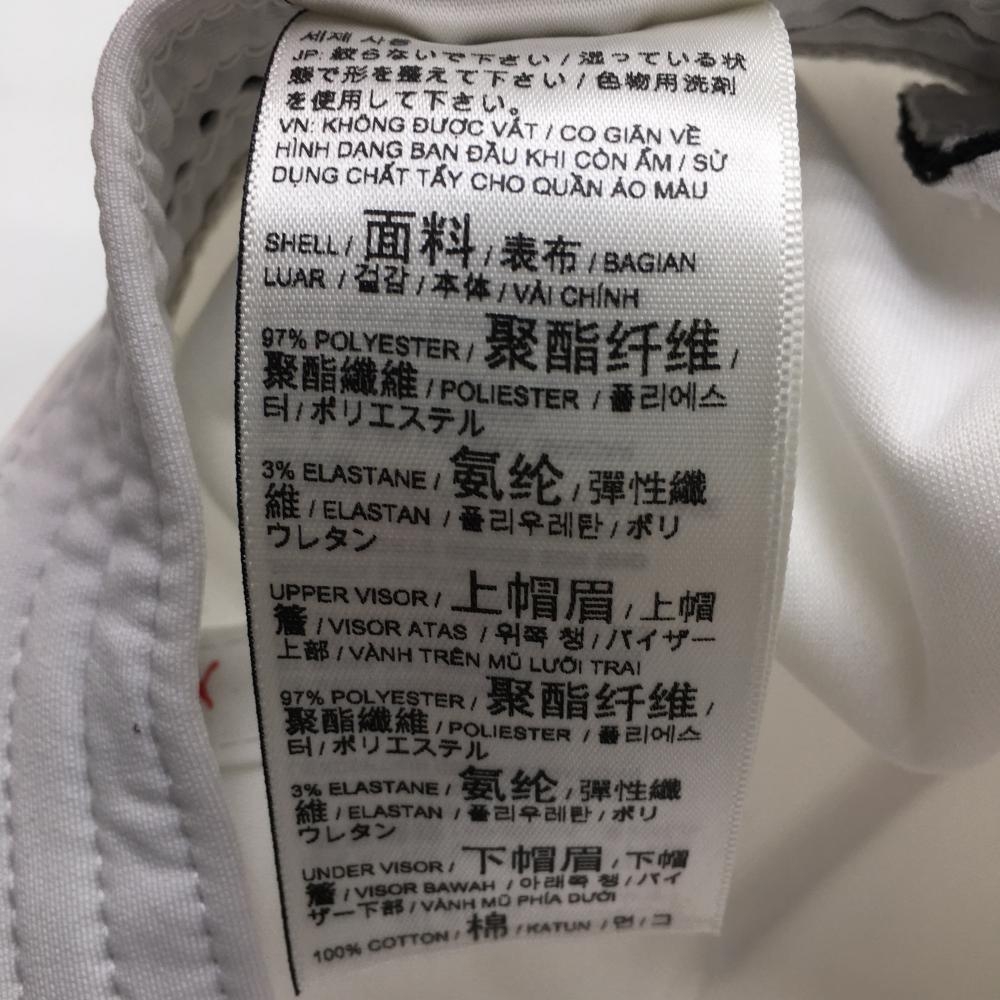 세제 사용
JP: 絞らないで下さい / 湿っている状
態で形を整えて下さい / 色物用洗剤
を使用して下さい。
VN: KHÔNG ĐƯỢC VẮT / CO GIÃN VỀ
HÌNH DẠNG BAN ĐẦU KHI CÒN ẨM / SỬ
DỤNG CHẤT TẨY CHO QUẦN ÁO MÀU
SHELL / 面料 / 表布 / BAGIAN
LUAR / 겉감 / 本体 / VẢI CHÍNH
97% POLYESTER / 聚酯纤维 /
聚酯纖維 / POLIESTER / 폴리에스
터 / ポリエステル
3% ELASTANE / 氨纶 / 彈性纖
維 / ELASTAN / 폴리우레탄 / ポリ
ウレタン
UPPER VISOR / 上帽眉 / 上帽
簷 / VISOR ATAS / 위쪽 챙 / バイザー
上部 / VÀNH TRÊN MŨ LƯỠI TRAI
97% POLYESTER / 聚酯纤维 /
聚酯纖維 / POLIESTER / 폴리에스
터 / ポリエステル
3% ELASTANE / 氨纶 / 彈性纖
維 / ELASTAN / 폴리우레탄 / ポリ
ウレタン
UNDER VISOR / 下帽眉 / 下帽
簷 / VISOR BAWAH / 아래쪽 챙 / バイ
ザー下部 / VÀNH MŨ PHÍA DƯỚI
100% COTTON / 棉 / KATUN / 면 / コ